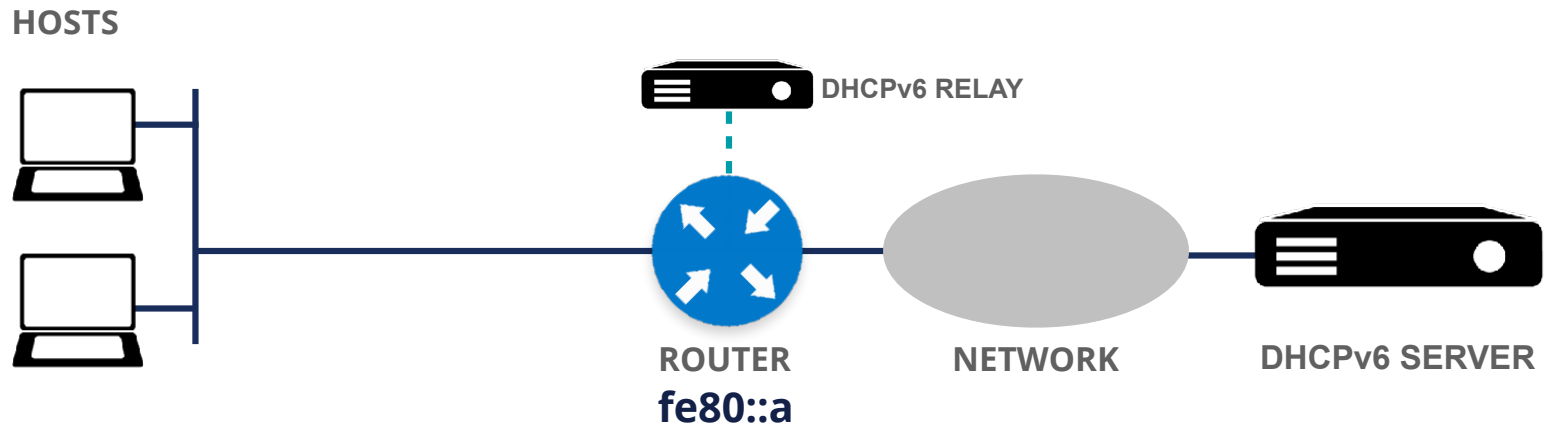 HOSTS
DHCPv6 RELAY
ROUTER
fe80::a
NETWORK
DHCPv6 SERVER